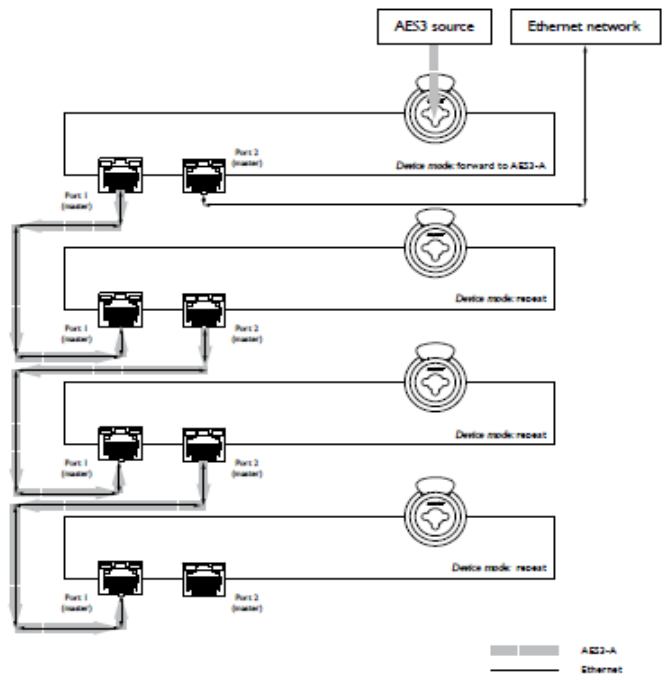 AES3 source
Ethernet network
Port 2
(master)
Device mode: forward to AES3-A
Port 1
(master)
Device mode: repeat
Port 1
(master)
Port 2
(master)
Device mode: repeat
Port 1
(master)
Port 2
(master)
Device mode: repeat
Port 1
(master)
Port 2
(master)
AES3-A
Ethernet